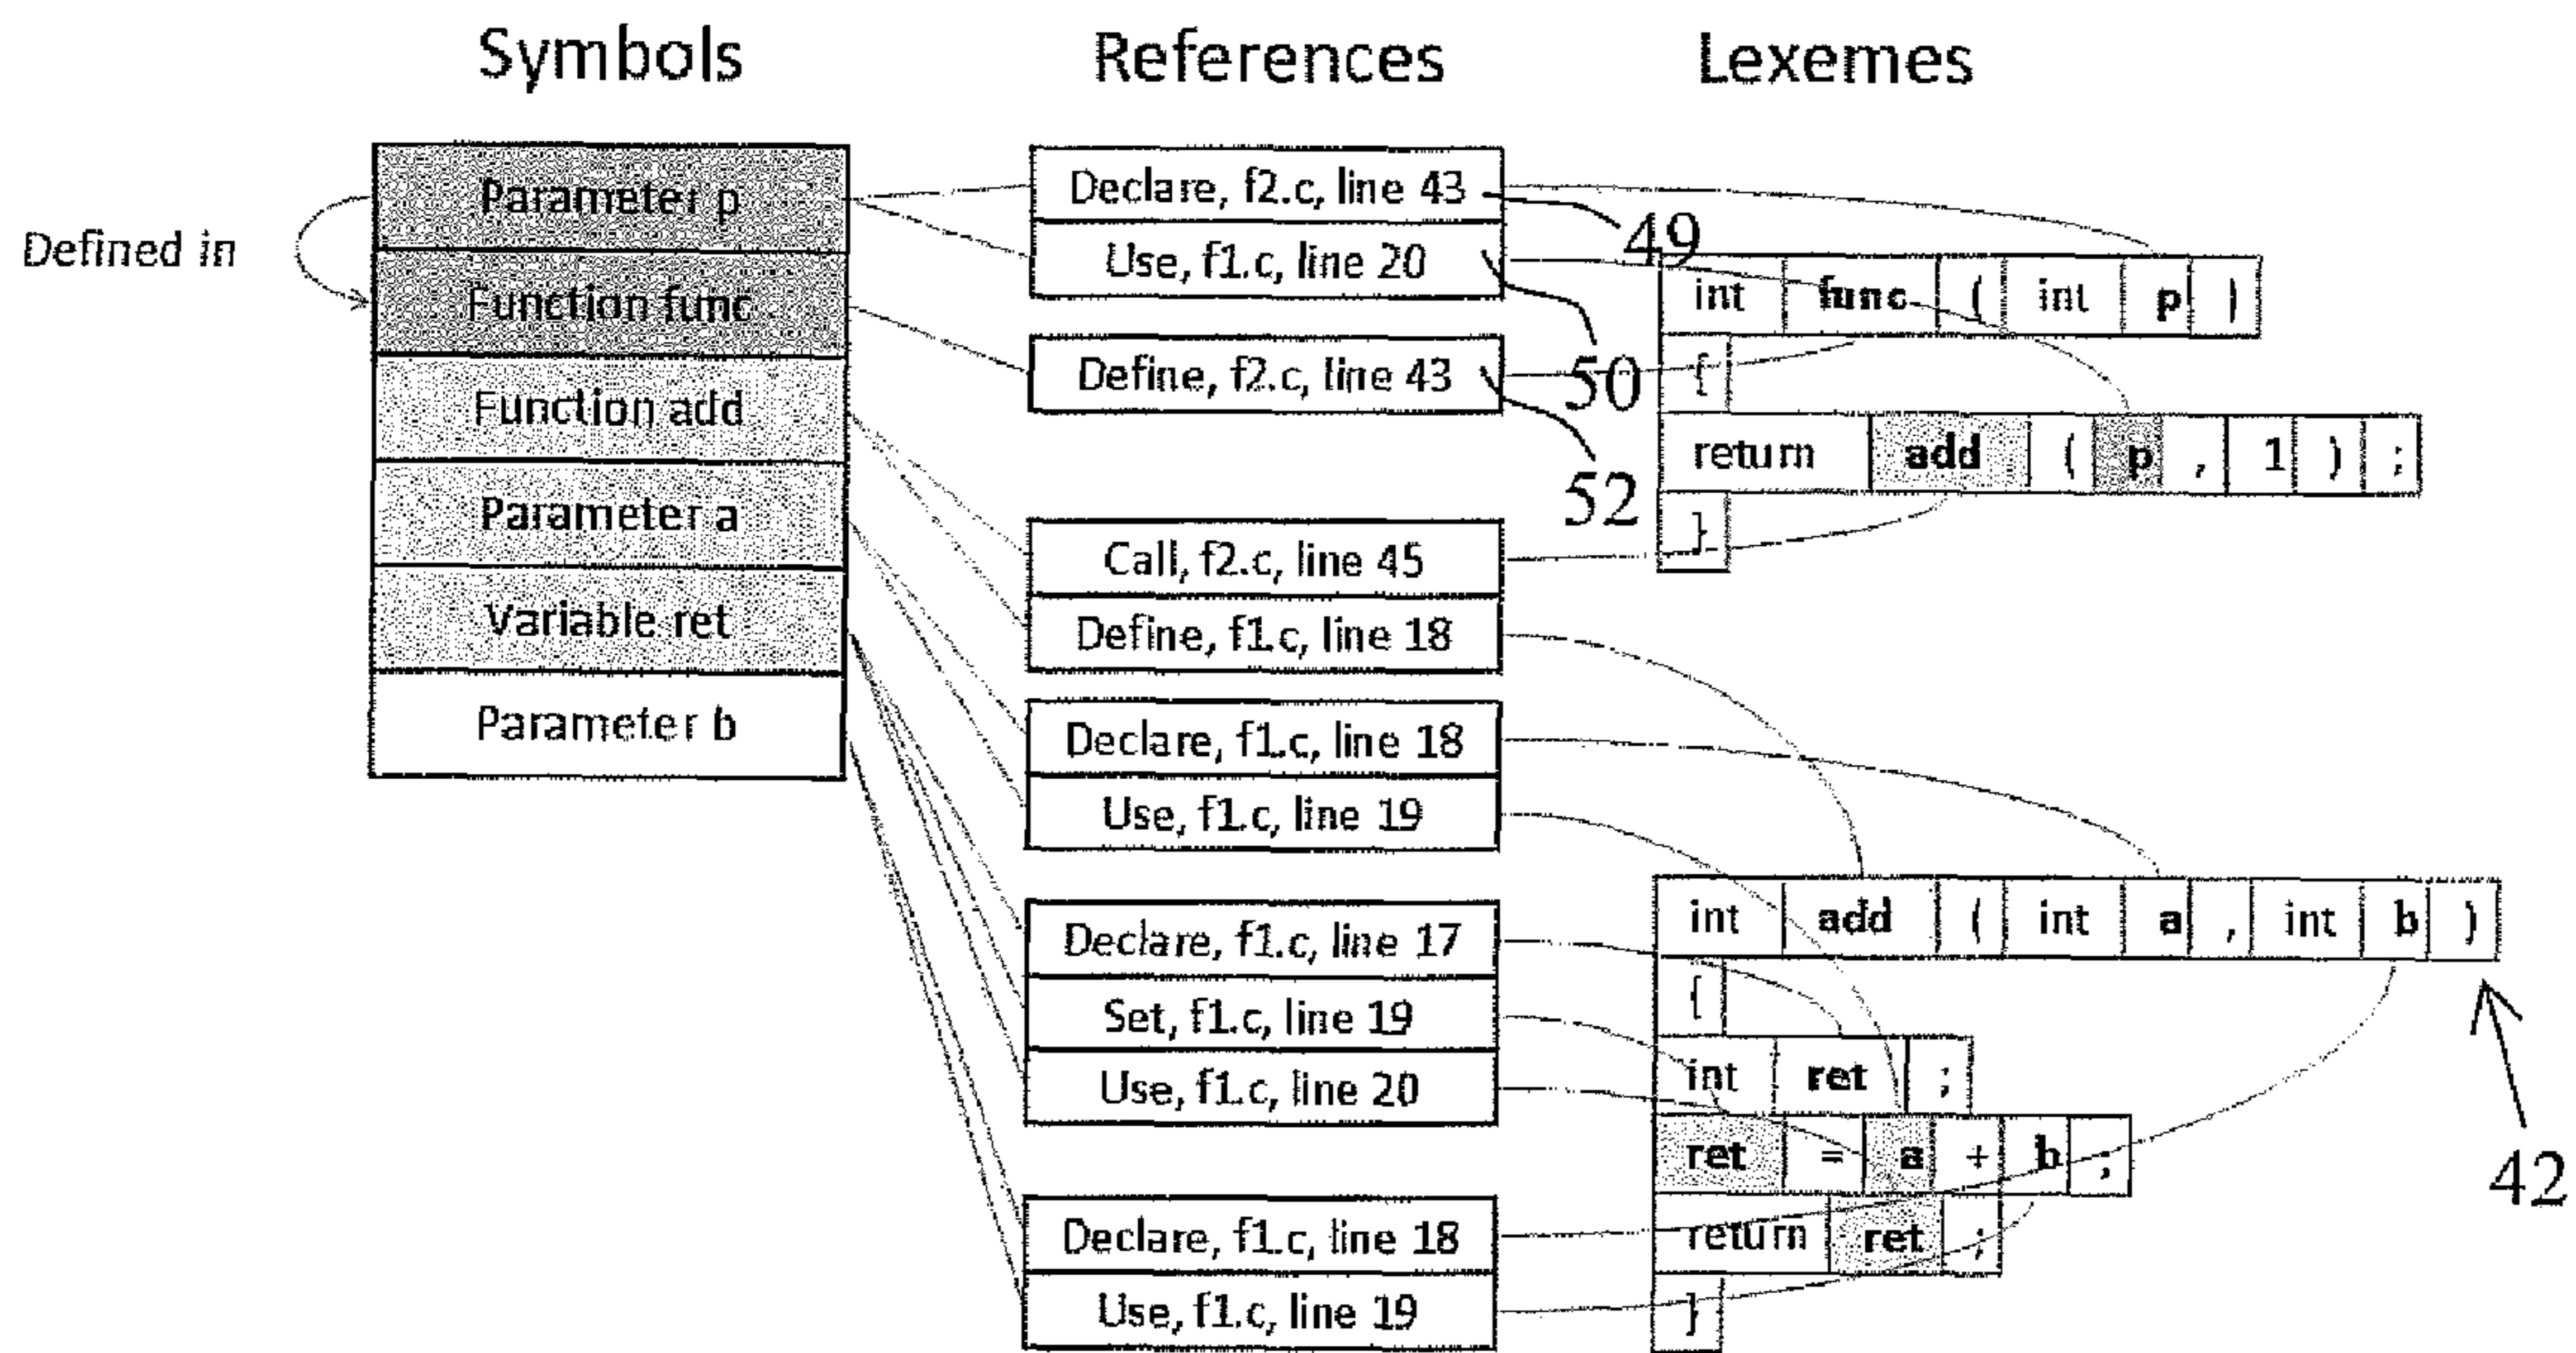 Symbols
References
Lexemes
Defined in
Parameter p
Function func
Function add
Parameter a
Variable ret
Parameter b
Declare, f2.c, line 43
Use, f1.c, line 20
Define, f2.c, line 43
Call, f2.c, line 45
Define, f1.c, line 18
Declare, f1.c, line 18
Use, f1.c, line 19
Declare, f1.c, line 17
Set, f1.c, line 19
Use, f1.c, line 20
Declare, f1.c, line 18
Use, f1.c, line 19
49
50
52
int func ( int p )
{
return add ( p , 1 ) ;
}
int add ( int a , int b )
{
int ret ;
ret = a + b ;
return ret ;
}
42